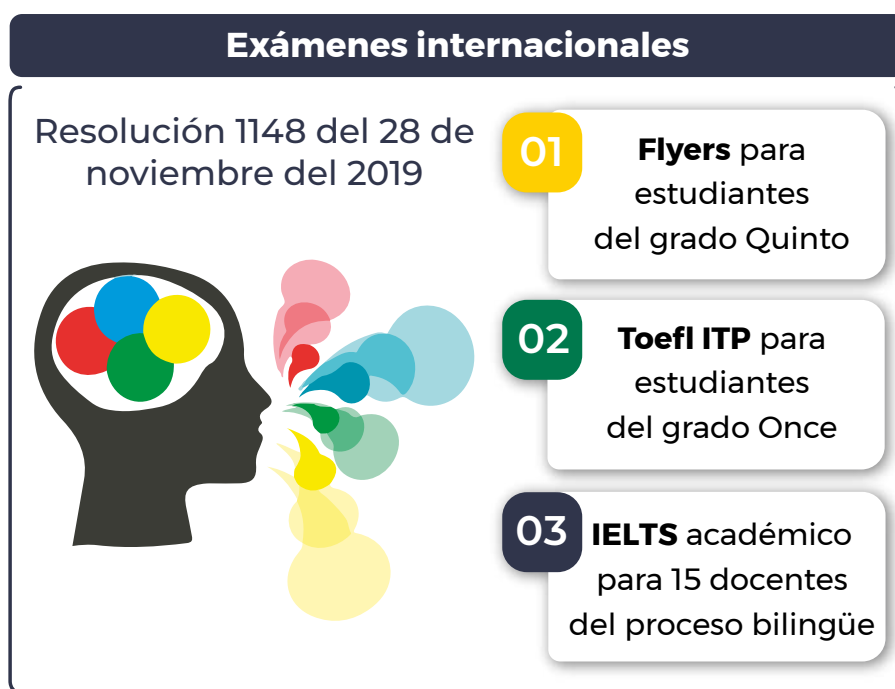 Exámenes internacionales
Resolución 1148 del 28 de
noviembre del 2019
01
Flyers para
estudiantes
del grado Quinto
02
Toefl ITP para
estudiantes
del grado Once
03
IELTS académico
para 15 docentes
del proceso bilingüe